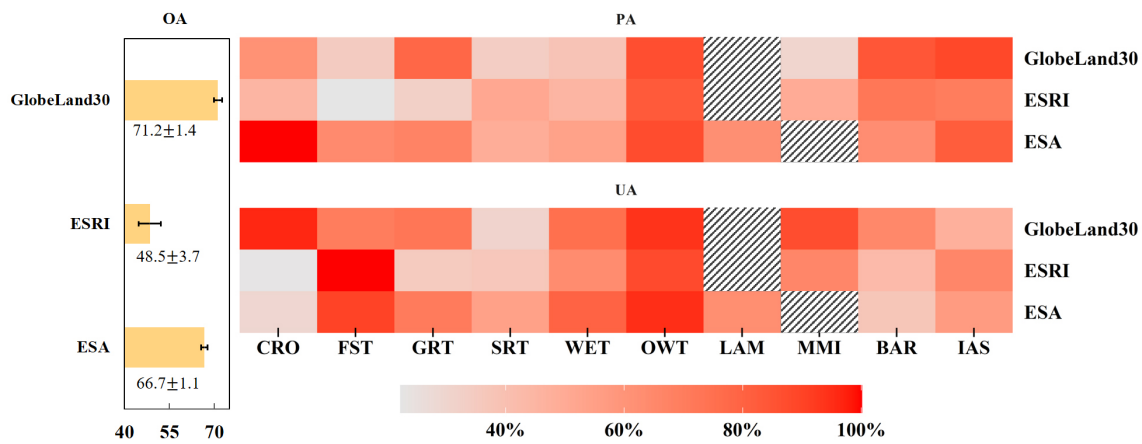 OA
PA
GlobeLand30
71.2±1.4
ESRI
48.5±3.7
ESA
66.7±1.1
40 55 70
GlobeLand30
ESRI
ESA
UA
GlobeLand30
ESRI
ESA
CRO FST GRT SRT WET OWT LAM MMI BAR IAS
40% 60% 80% 100%